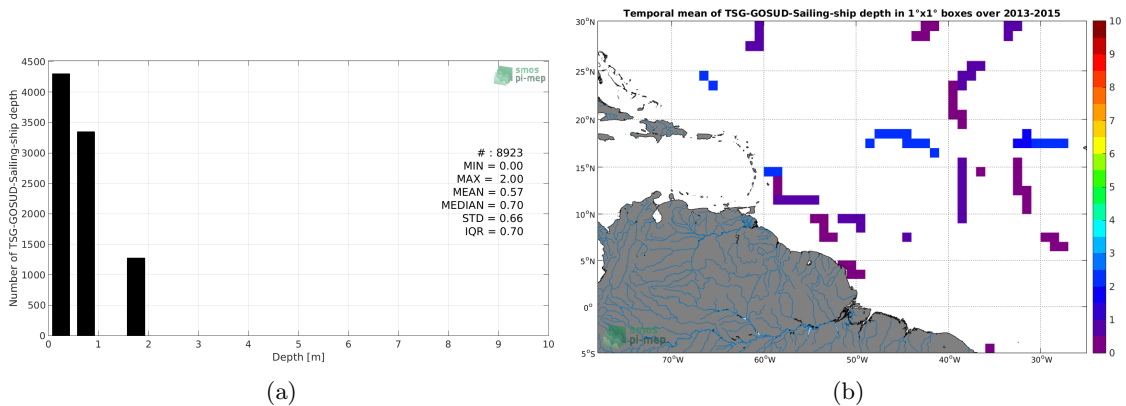 Temporal mean of TSG-GOSUD-Sailing-ship depth in 1°x1° boxes over 2013-2015
Number of TSG-GOSUD-Sailing-ship depth
4500
4000
3500
3000
2500
2000
1500
1000
500
0
smos
pi-mep
# : 8923
MIN = 0.00
MAX = 2.00
MEAN = 0.57
MEDIAN = 0.70
STD = 0.66
IQR = 0.70
0 1 2 3 4 5 6 7 8 9 10
Depth [m]
(a)
30°N
25°N
20°N
15°N
10°N
5°N
0°
5°S
smos
pi-mep
70°W 60°W 50°W 40°W 30°W
10
9
8
7
6
5
4
3
2
1
0
(b)